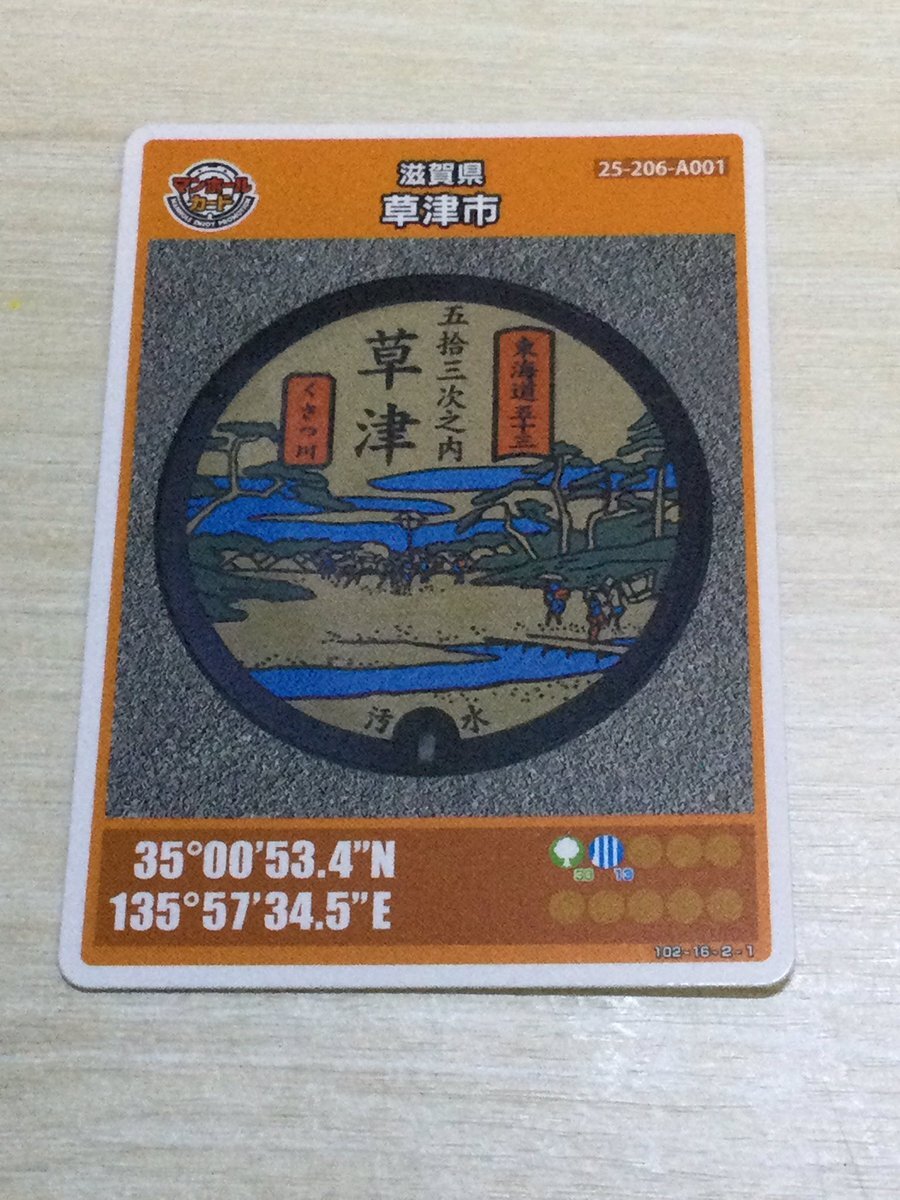 マンホール
カード
滋賀県
草津市
25-206-A001
東海道五十三
五拾三次之内
草津
くさつ川
汚 水
35°00'53.4"N
135°57'34.5"E
102-16-2-1